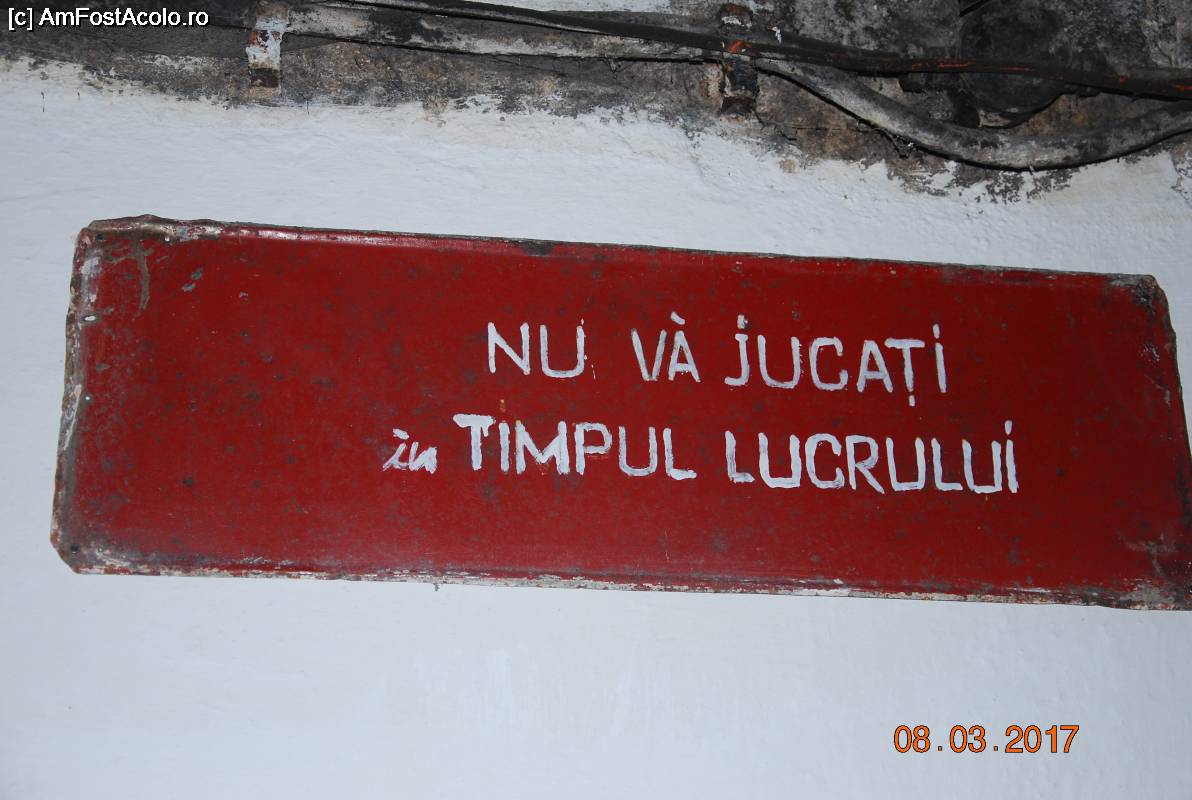 [c] AmFostAcolo.ro
NU VÀ JUCAȚI
în TIMPUL LUCRULUI
08.03.2017